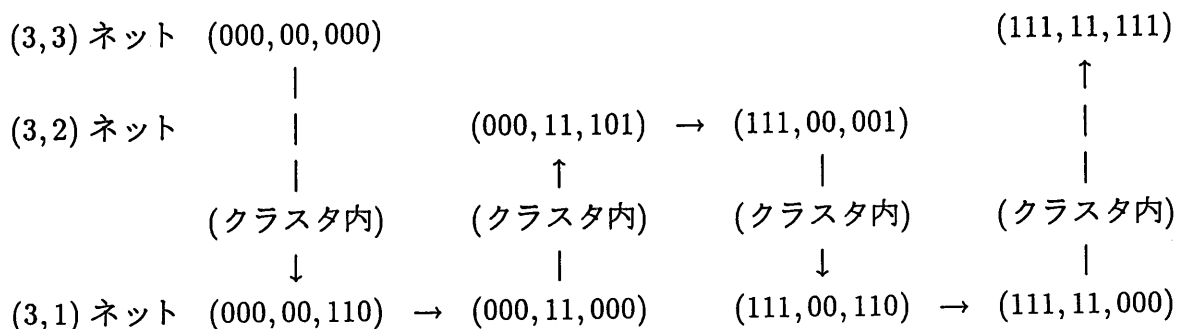 (3,3) ネット (000,00,000) (111,11,111)
(3,2) ネット (000,11,101) → (111,00,001)
(クラスタ内) (クラスタ内) (クラスタ内) (クラスタ内)
(3,1) ネット (000,00,110) → (000,11,000) (111,00,110) → (111,11,000)